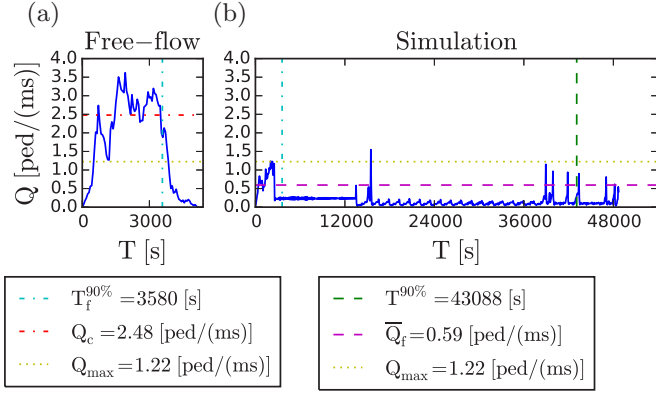 (a)
(b)
Free−flow
Simulation
Q [ped/(ms)]
4.0
3.5
3.0
2.5
2.0
1.5
1.0
0.5
0.0
0
3000
T [s]
4.0
3.5
3.0
2.5
2.0
1.5
1.0
0.5
0.0
0
12000
24000
36000
48000
T [s]
T_f^90% =3580 [s]
Q_c=2.48 [ped/(ms)]
Q_max=1.22 [ped/(ms)]
T^90% =43088 [s]
Q̅_f=0.59 [ped/(ms)]
Q_max=1.22 [ped/(ms)]